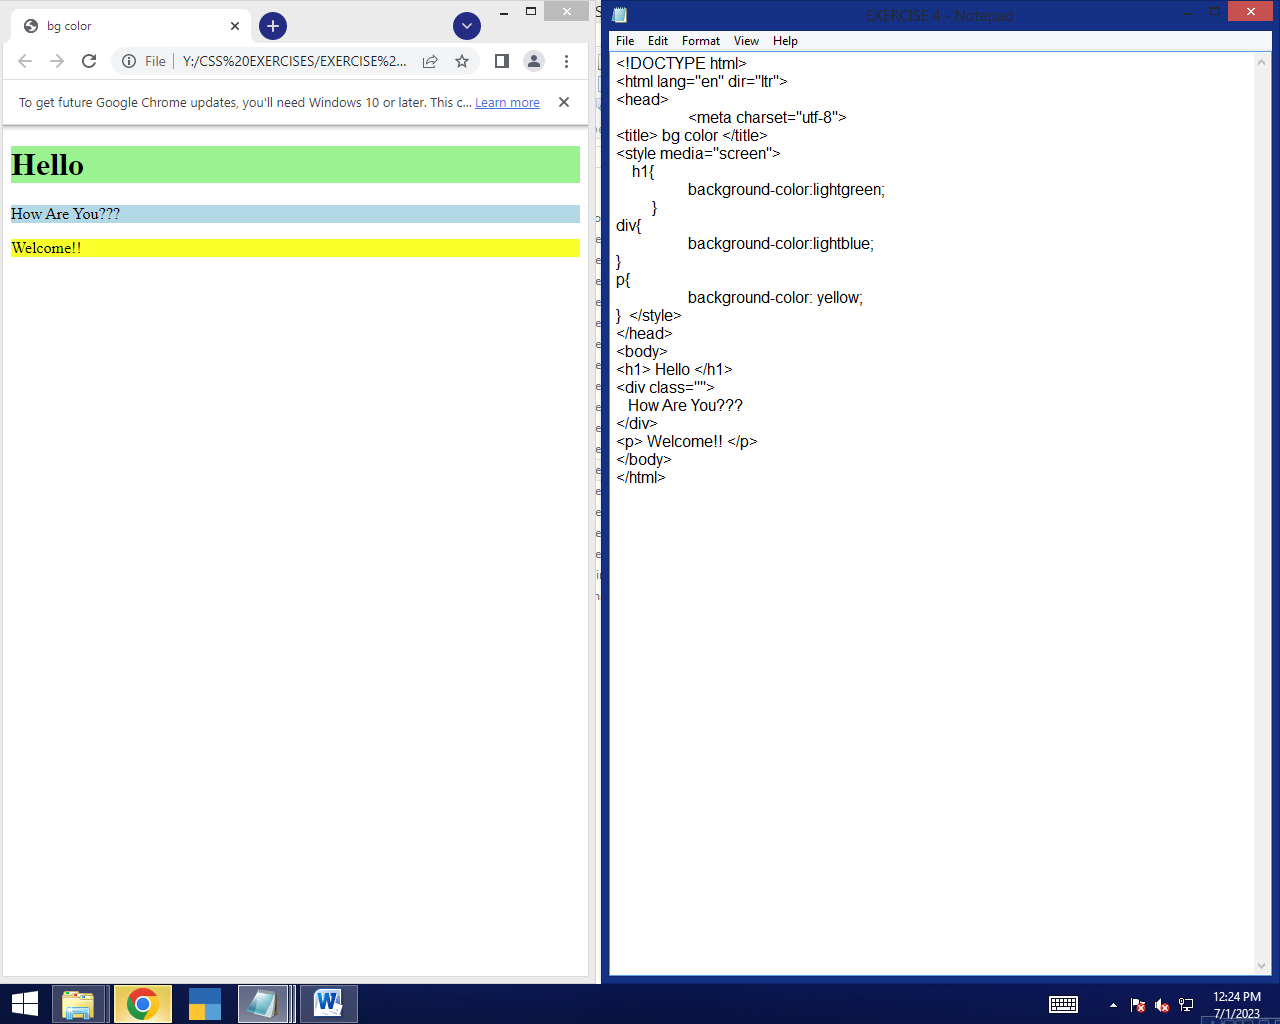 bg color
File
Y:/CSS%20EXERCISES/EXERCISE%2...
To get future Google Chrome updates, you'll need Windows 10 or later. This c... Learn more
Hello
How Are You???
Welcome!!
EXERCISE 4 - Notepad
File Edit Format View Help
<!DOCTYPE html>
<html lang="en" dir="ltr">
<head>
<meta charset="utf-8">
<title> bg color </title>
<style media="screen">
h1{
background-color:lightgreen;
}
div{
background-color:lightblue;
}
p{
background-color: yellow;
} </style>
</head>
<body>
<h1> Hello </h1>
<div class="">
How Are You???
</div>
<p> Welcome!! </p>
</body>
</html>
12:24 PM
7/1/2023